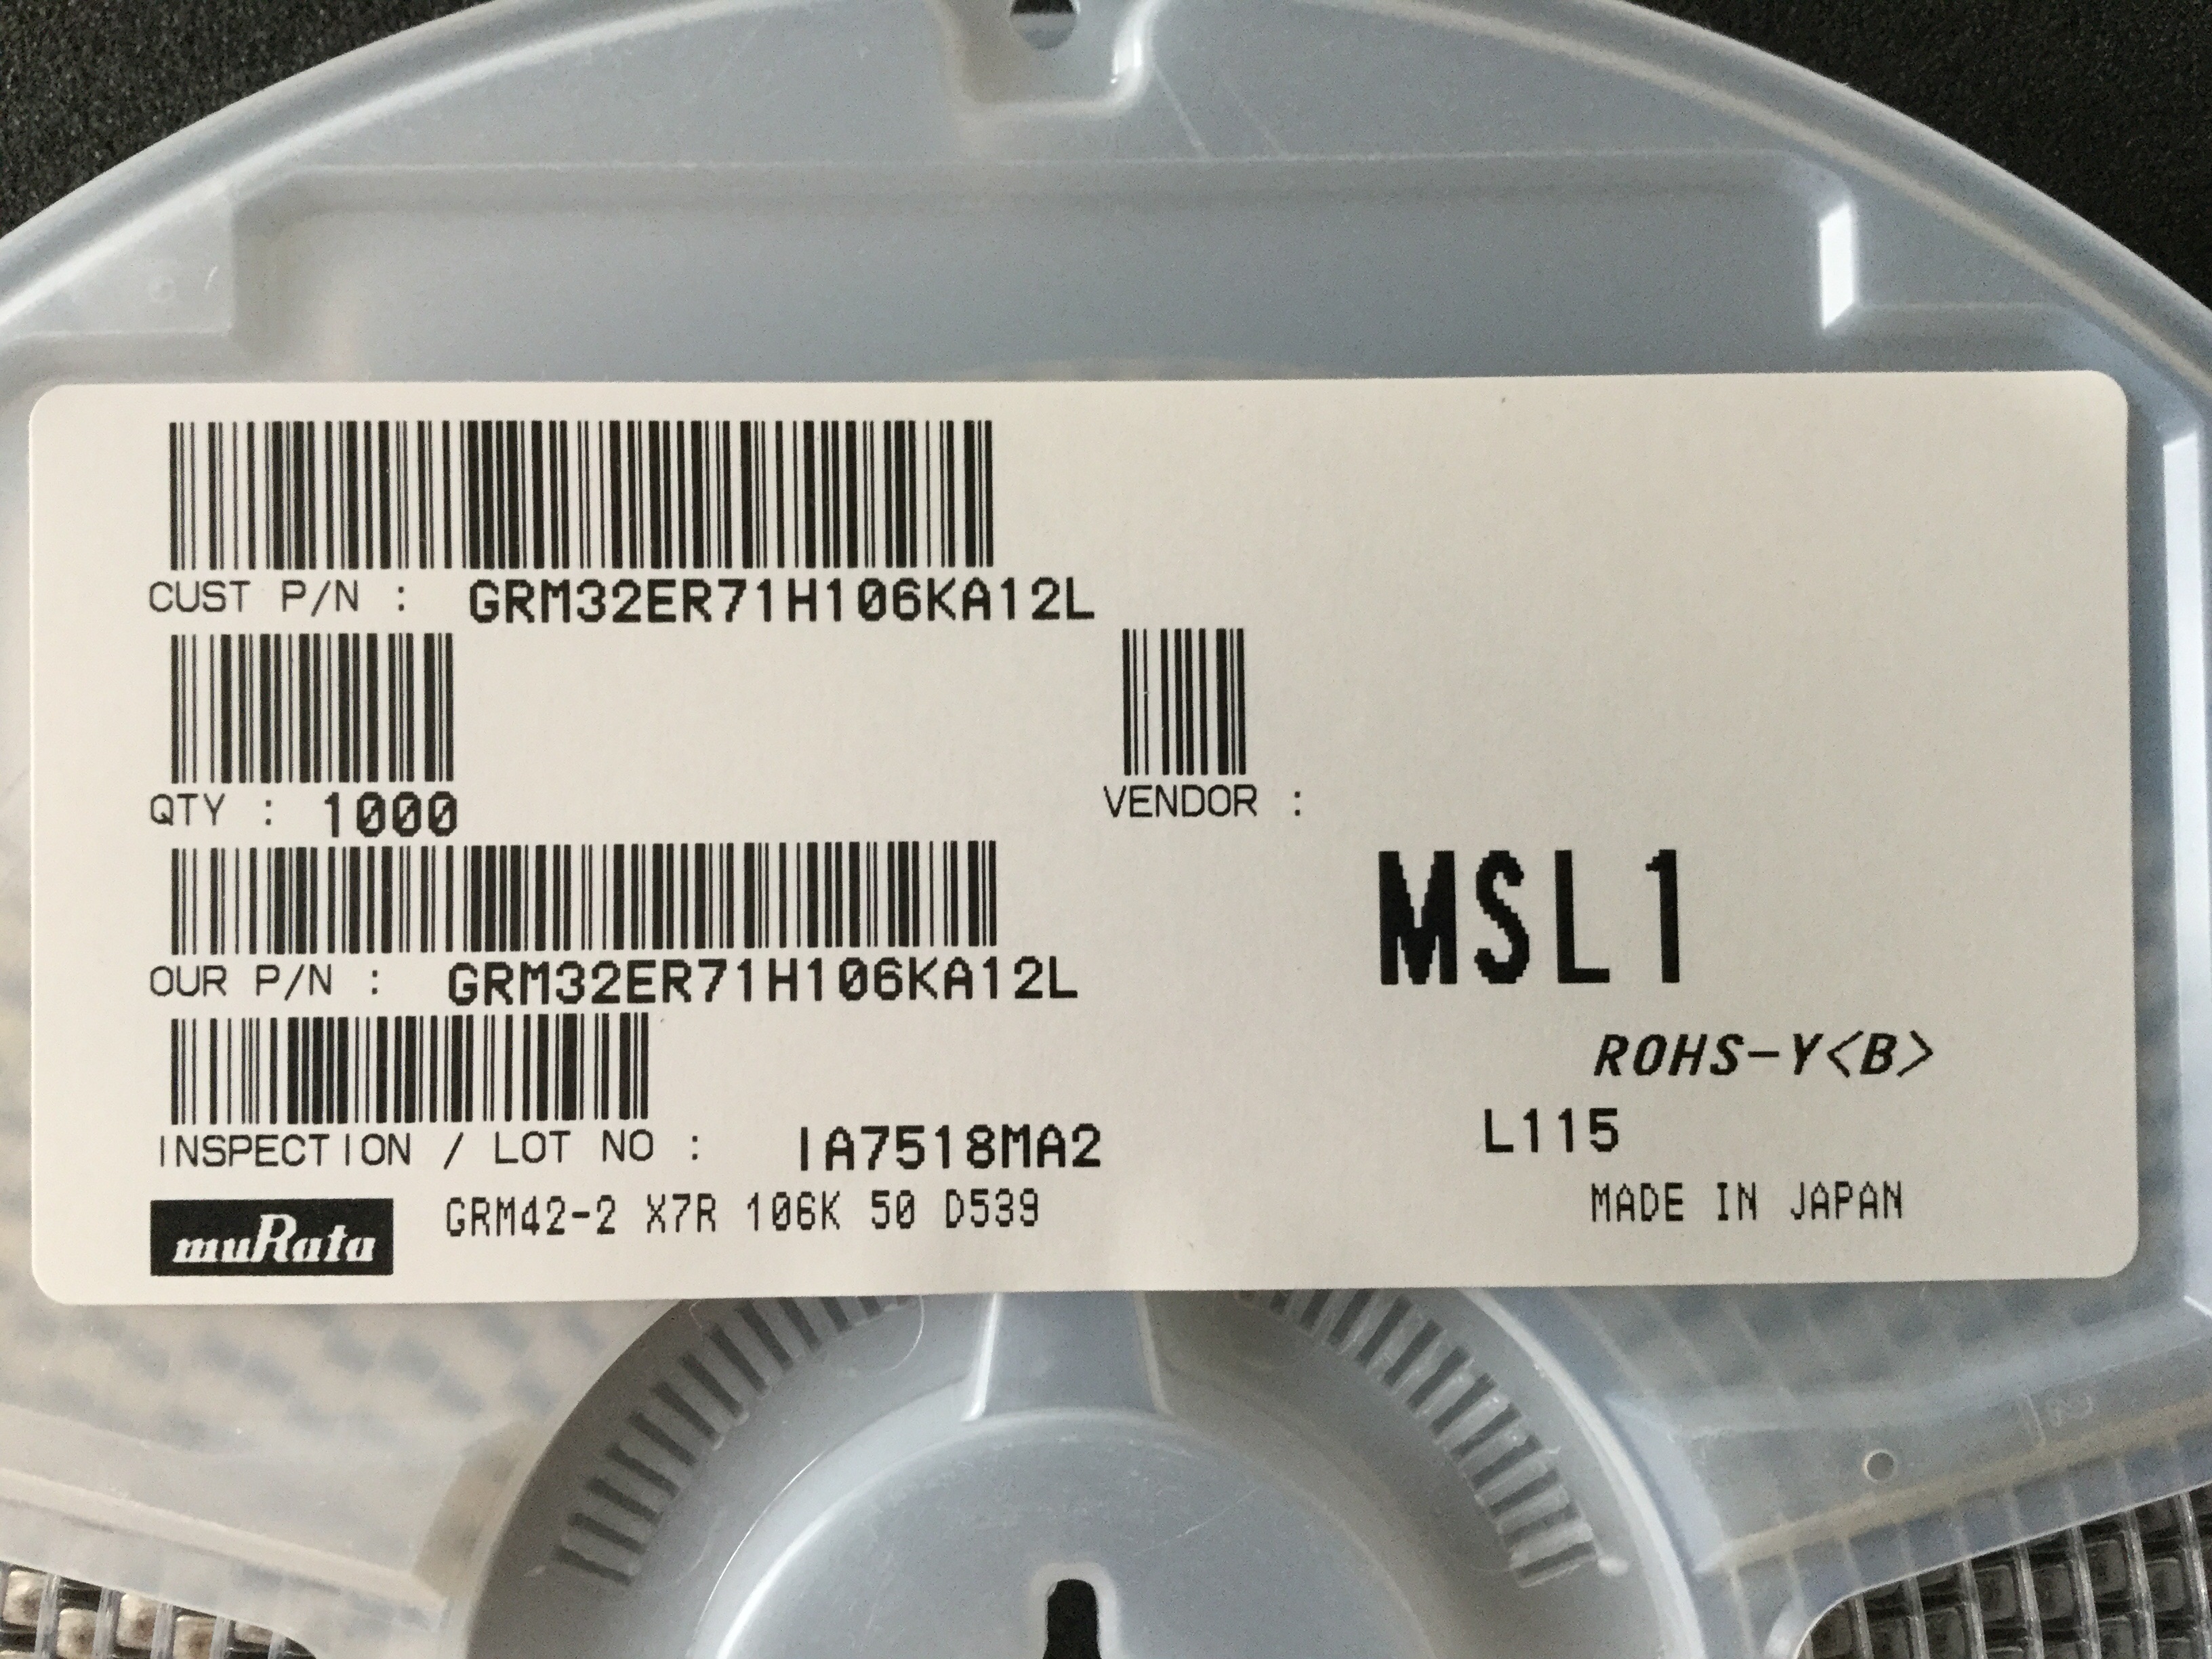 CUST P/N : GRM32ER71H106KA12L
QTY : 1000
VENDOR :
OUR P/N : GRM32ER71H106KA12L
MSL1
ROHS-Y<B>
INSPECTION / LOT NO : IA7518MA2
L115
muRata
GRM42-2 X7R 106K 50 D539
MADE IN JAPAN